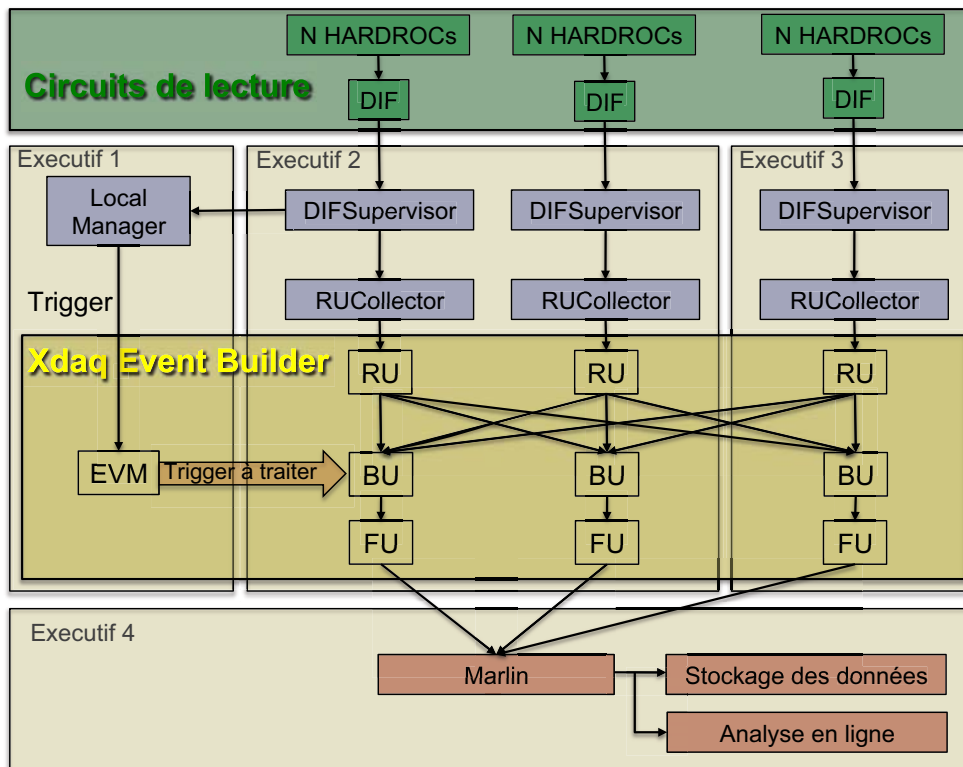 N HARDROCs
N HARDROCs
N HARDROCs
Circuits de lecture
DIF
DIF
DIF
Executif 1
Executif 2
Executif 3
Local
Manager
DIFSupervisor
DIFSupervisor
DIFSupervisor
Trigger
RUCollector
RUCollector
RUCollector
Xdaq Event Builder
RU
RU
RU
EVM
Trigger à traiter
BU
BU
BU
FU
FU
FU
Executif 4
Marlin
Stockage des données
Analyse en ligne